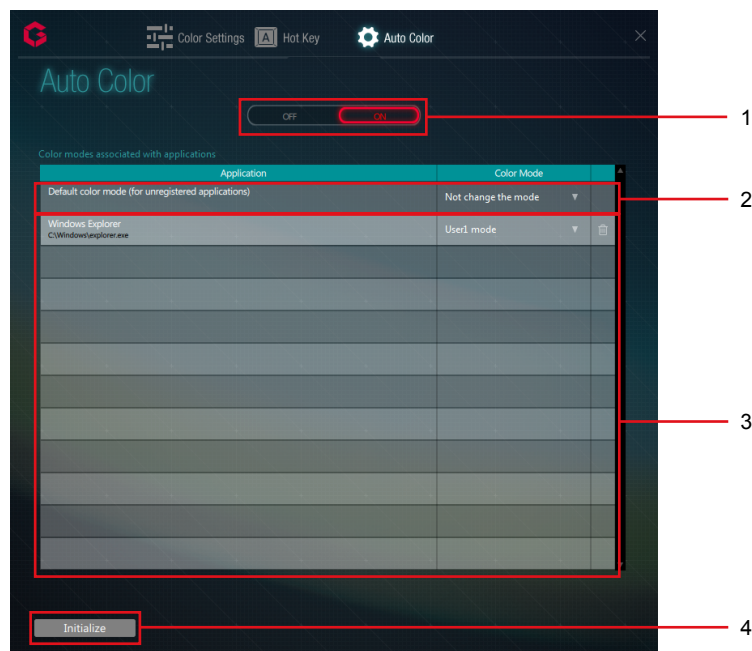 Color Settings A Hot Key Auto Color
Auto Color
OFF ON
1
Color modes associated with applications
Application Color Mode
Default color mode (for unregistered applications) Not change the mode
2
Windows Explorer User1 mode
C:\Windows\explorer.exe
3
Initialize
4